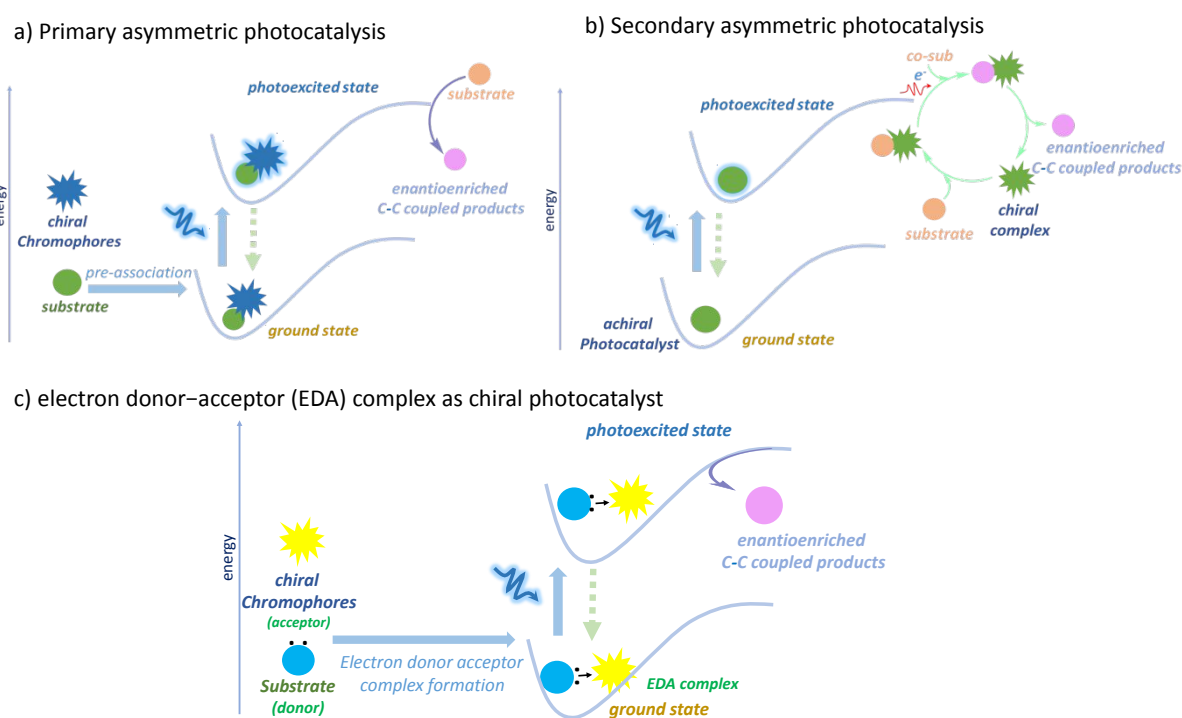 a) Primary asymmetric photocatalysis
photoexcited state
substrate
energy
chiral
Chromophores
enantioenriched
C-C coupled products
pre-association
substrate
ground state
b) Secondary asymmetric photocatalysis
co-sub
e-
photoexcited state
energy
enantioenriched
C-C coupled products
substrate
chiral
complex
achiral
Photocatalyst
ground state
c) electron donor−acceptor (EDA) complex as chiral photocatalyst
photoexcited state
energy
enantioenriched
C-C coupled products
chiral
Chromophores
(acceptor)
Electron donor acceptor
complex formation
Substrate
(donor)
EDA complex
ground state